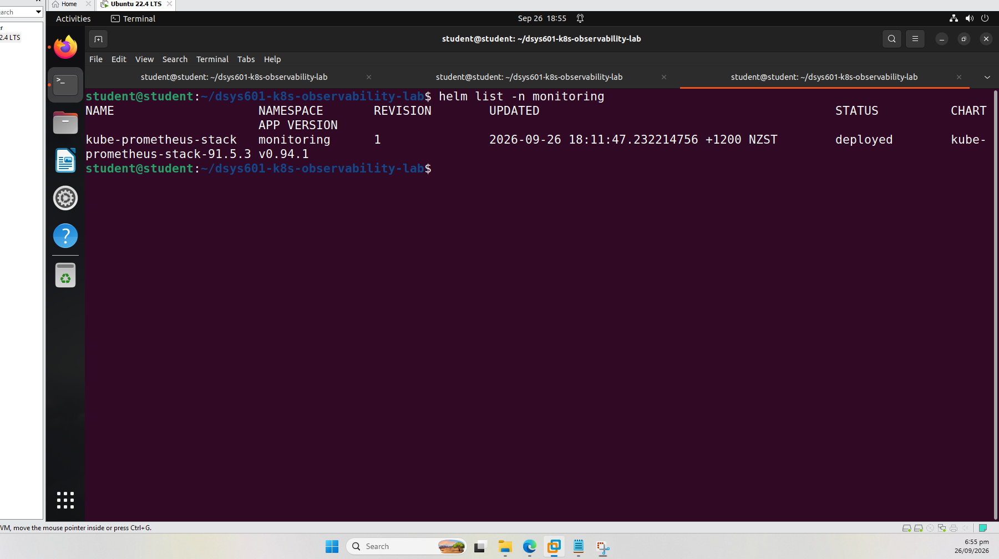 Home
Ubuntu 22.4 LTS
earch
er
2.4 LTS
Activities
Terminal
Sep 26 18:55
student@student: ~/dsys601-k8s-observability-lab
File Edit View Search Terminal Tabs Help
student@student: ~/dsys601-k8s-observability-lab
student@student: ~/dsys601-k8s-observability-lab
student@student: ~/dsys601-k8s-observability-lab
student@student:~/dsys601-k8s-observability-lab$ helm list -n monitoring
NAME NAMESPACE REVISION UPDATED STATUS CHART
APP VERSION
kube-prometheus-stack monitoring 1 2026-09-26 18:11:47.232214756 +1200 NZST deployed kube-
prometheus-stack-91.5.3 v0.94.1
student@student:~/dsys601-k8s-observability-lab$
VM, move the mouse pointer inside or press Ctrl+G.
Search
6:55 pm
26/09/2026